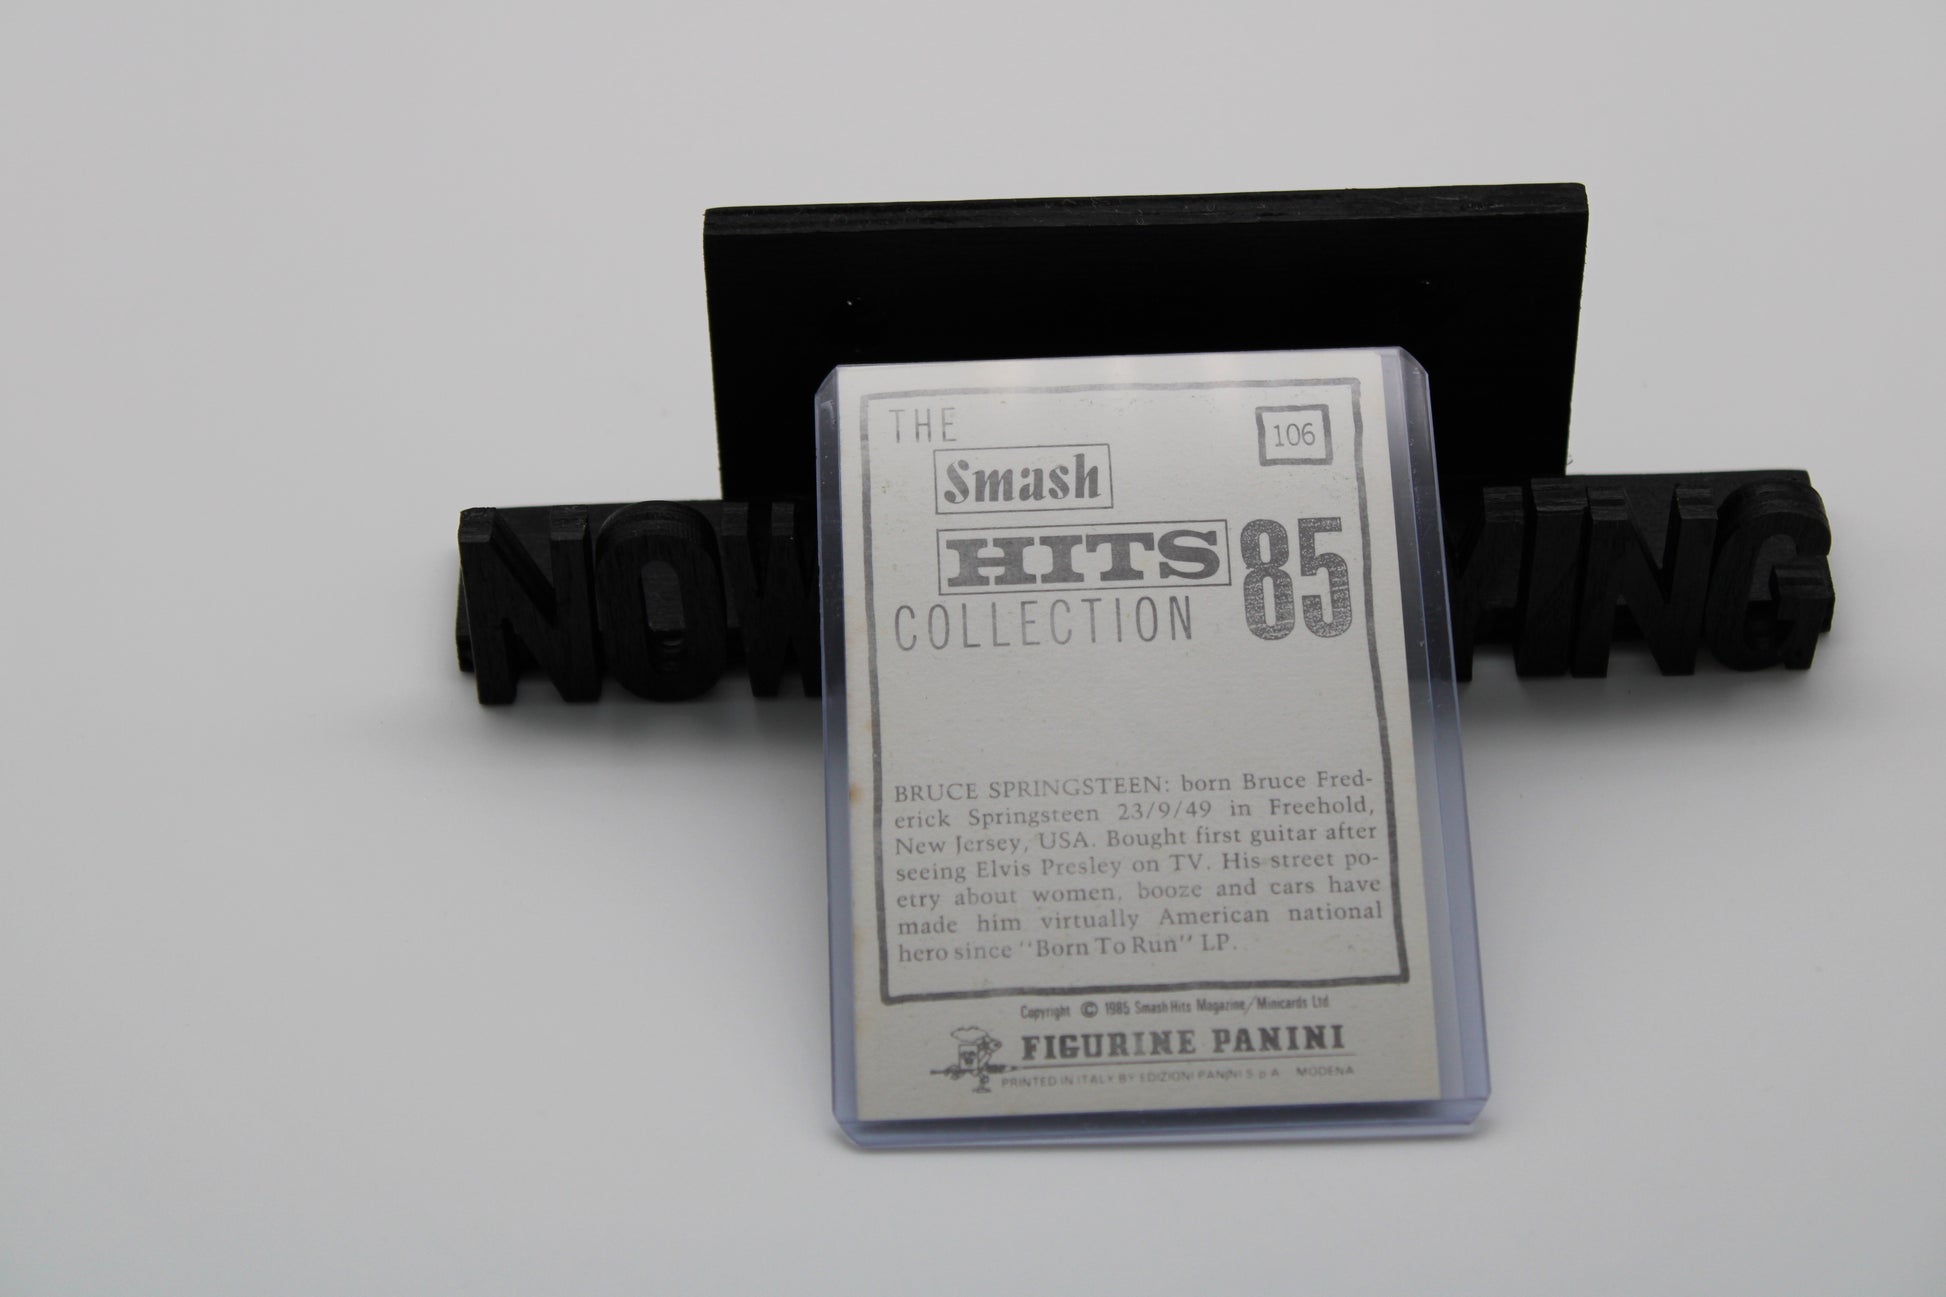 THE
106
Smash
HITS 85
COLLECTION
NOW
YING
BRUCE SPRINGSTEEN: born Bruce Fred-
erick Springsteen 23/9/49 in Freehold,
New Jersey, USA. Bought first guitar after
seeing Elvis Presley on TV. His street po-
etry about women, booze and cars have
made him virtually American national
hero since "Born To Run" LP.
Copyright © 1985 Smash Hits Magazine/Minicards Ltd
FIGURINE PANINI
PRINTED IN ITALY BY EDIZIONI PANINI S.p.A. MODENA